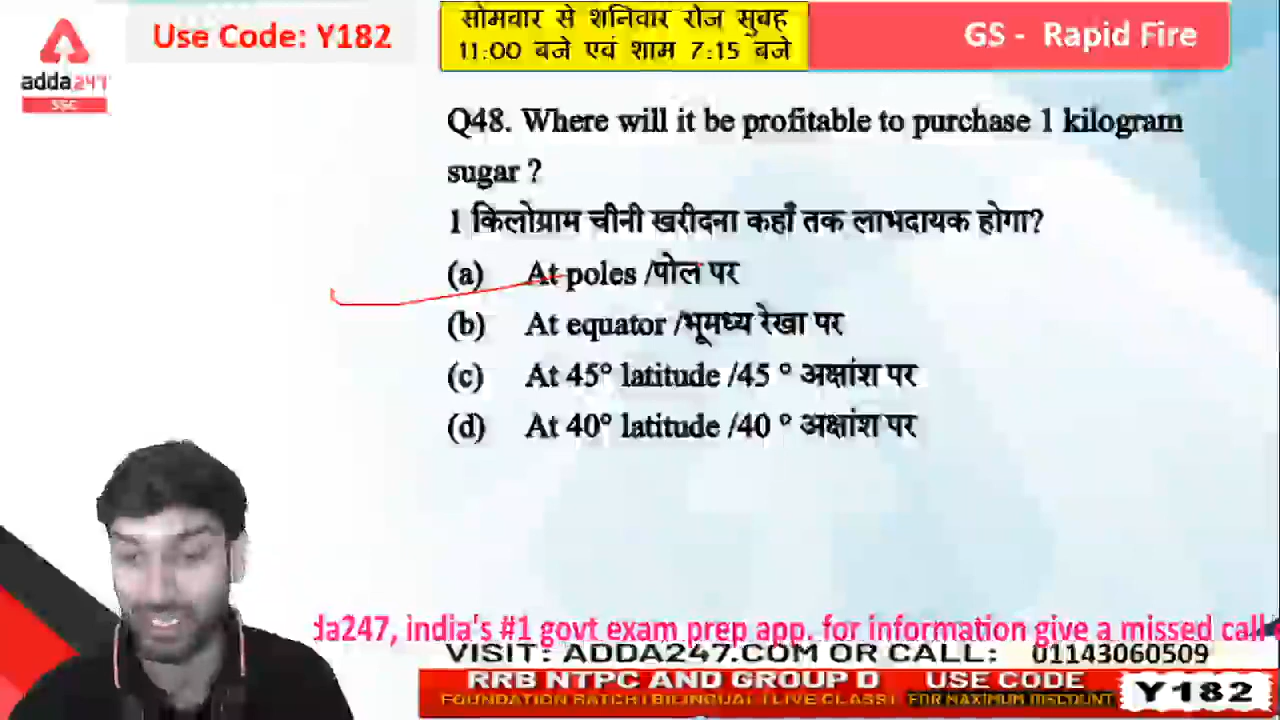 Use Code: Y182
सोमवार से शनिवार रोज सुबह
11:00 बजे एवं शाम 7:15 बजे
GS - Rapid Fire
adda247
SSC
Q48. Where will it be profitable to purchase 1 kilogram
sugar ?
1 किलोग्राम चीनी खरीदना कहाँ तक लाभदायक होगा?
(a) At poles /पोल पर
(b) At equator /भूमध्य रेखा पर
(c) At 45° latitude /45 ° अक्षांश पर
(d) At 40° latitude /40 ° अक्षांश पर
da247, india's #1 govt exam prep app. for information give a missed call
VISIT: ADDA247.COM OR CALL: 01143060509
RRB NTPC AND GROUP D USE CODE
FOUNDATION BATCH BILINGUAL (LIVE CLASS) FOR MAXIMUM DISCOUNT
Y182